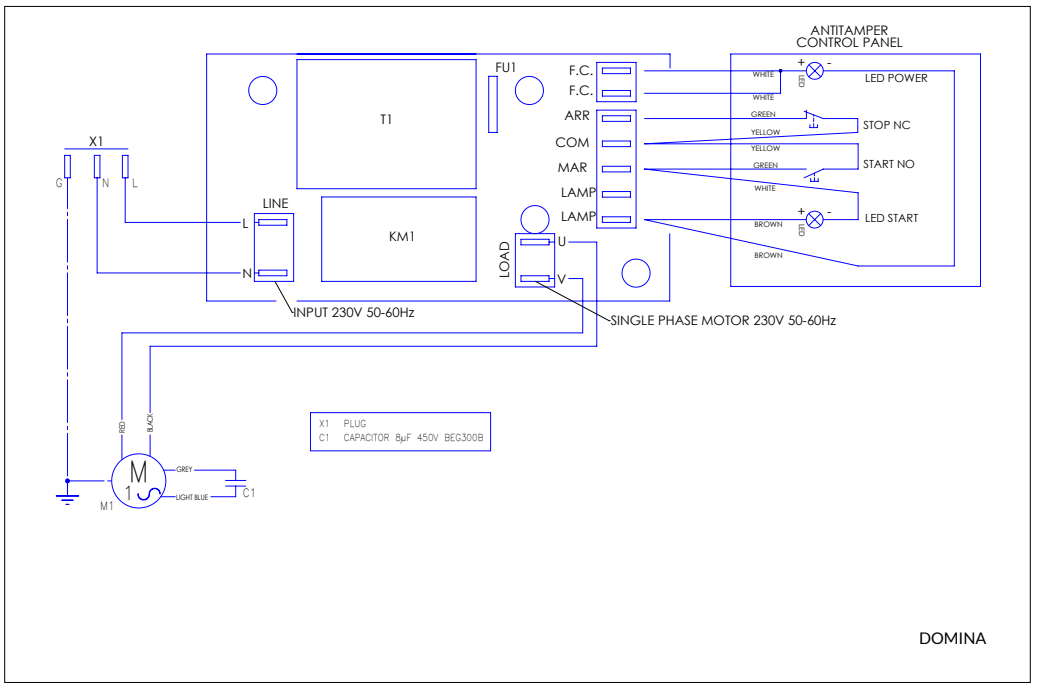 ANTITAMPER
CONTROL PANEL
FU1
F.C.
WHITE
+
-
LED
LED POWER
F.C.
WHITE
T1
ARR
GREEN
STOP NC
COM
YELLOW
YELLOW
X1
MAR
GREEN
START NO
G
N
L
WHITE
LAMP
LINE
LAMP
+
-
LED
LED START
BROWN
L
KM1
LOAD
U
BROWN
N
V
INPUT 230V 50-60Hz
SINGLE PHASE MOTOR 230V 50-60Hz
RED
BLACK
X1 PLUG
C1 CAPACITOR 8µF 450V BEG300B
M
1
GREY
LIGHT BLUE
C1
M1
DOMINA